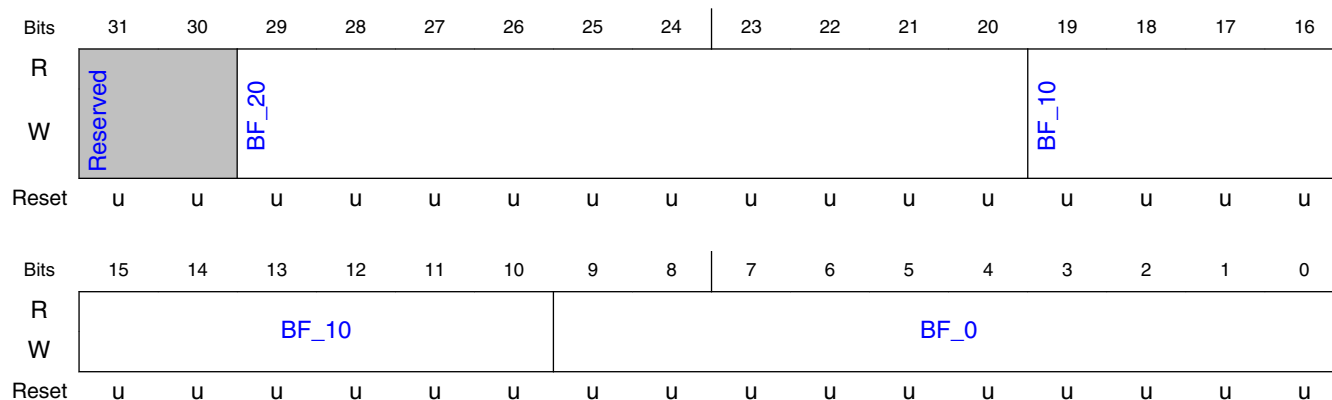 Bits 31 30 29 28 27 26 25 24 23 22 21 20 19 18 17 16
R
Reserved BF_20 BF_10
W
Reset u u u u u u u u u u u u u u u u
Bits 15 14 13 12 11 10 9 8 7 6 5 4 3 2 1 0
R
BF_10 BF_0
W
Reset u u u u u u u u u u u u u u u u